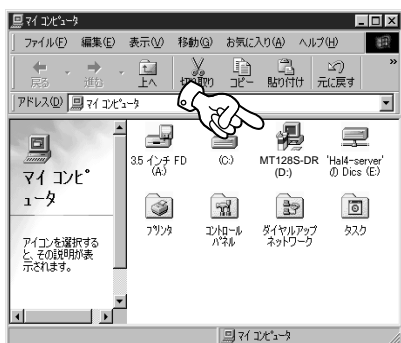 マイ コンピュータ
ファイル(F) 編集(E) 表示(V) 移動(G) お気に入り(A) ヘルプ(H)
戻る 進む 上へ 切り取り コピー 貼り付け 元に戻す »
アドレス(D) マイ コンピュータ
マイ コンピ
ュータ
アイコンを選択する
と、その説明が表
示されます。
3.5 インチ FD
(A:)
(C:)
MT128S-DR
(D:)
'Hal4-server'
の Dics (E:)
プリンタ
コントロール
パネル
ダイヤルアップ
ネットワーク
タスク
マイ コンピュータ